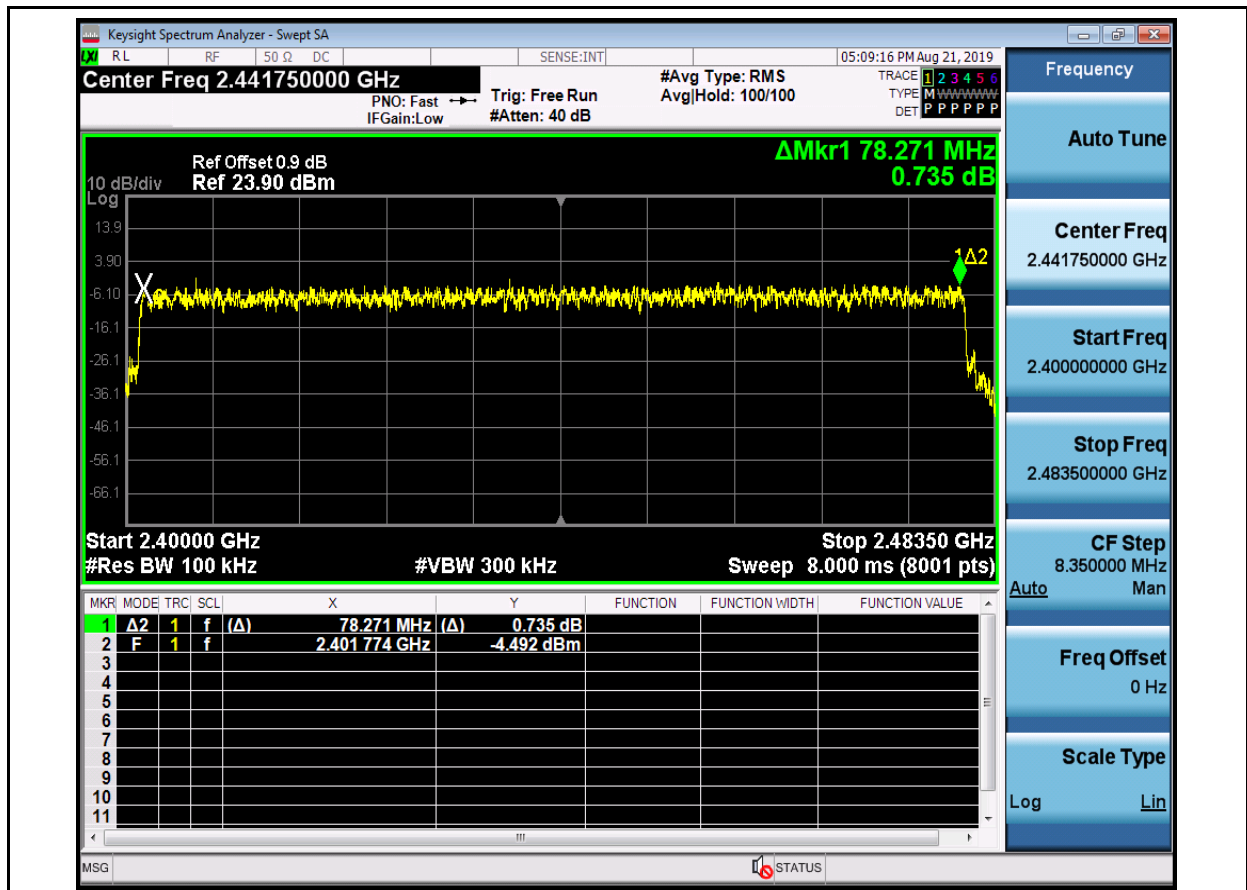 Keysight Spectrum Analyzer - Swept SA
LXI RL RF 50 Ω DC SENSE:INT 05:09:16 PM Aug 21, 2019
Center Freq 2.441750000 GHz
PNO: Fast
IFGain:Low
Trig: Free Run
#Atten: 40 dB
#Avg Type: RMS
Avg|Hold: 100/100
TRACE 1 2 3 4 5 6
TYPE M WWWWW
DET P P P P P P
ΔMkr1 78.271 MHz
0.735 dB
Ref Offset 0.9 dB
10 dB/div Ref 23.90 dBm
Log
13.9
3.90
-6.10
-16.1
-26.1
-36.1
-46.1
-56.1
-66.1
X
1Δ2
Start 2.40000 GHz Stop 2.48350 GHz
#Res BW 100 kHz #VBW 300 kHz Sweep 8.000 ms (8001 pts)
MKR MODE TRC SCL X Y FUNCTION FUNCTION WIDTH FUNCTION VALUE
1 Δ2 1 f (Δ) 78.271 MHz (Δ) 0.735 dB
2 F 1 f 2.401 774 GHz -4.492 dBm
3
4
5
6
7
8
9
10
11
MSG STATUS
Frequency
Auto Tune
Center Freq
2.441750000 GHz
Start Freq
2.400000000 GHz
Stop Freq
2.483500000 GHz
CF Step
8.350000 MHz
Auto Man
Freq Offset
0 Hz
Scale Type
Log Lin